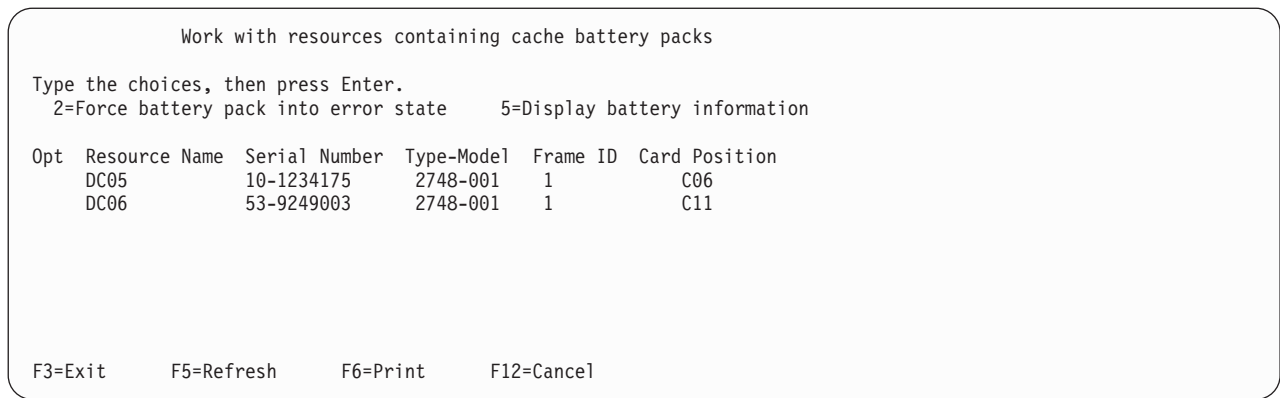 Work with resources containing cache battery packs
Type the choices, then press Enter.
2=Force battery pack into error state 5=Display battery information
Opt Resource Name Serial Number Type-Model Frame ID Card Position
DC05 10-1234175 2748-001 1 C06
DC06 53-9249003 2748-001 1 C11
F3=Exit F5=Refresh F6=Print F12=Cancel